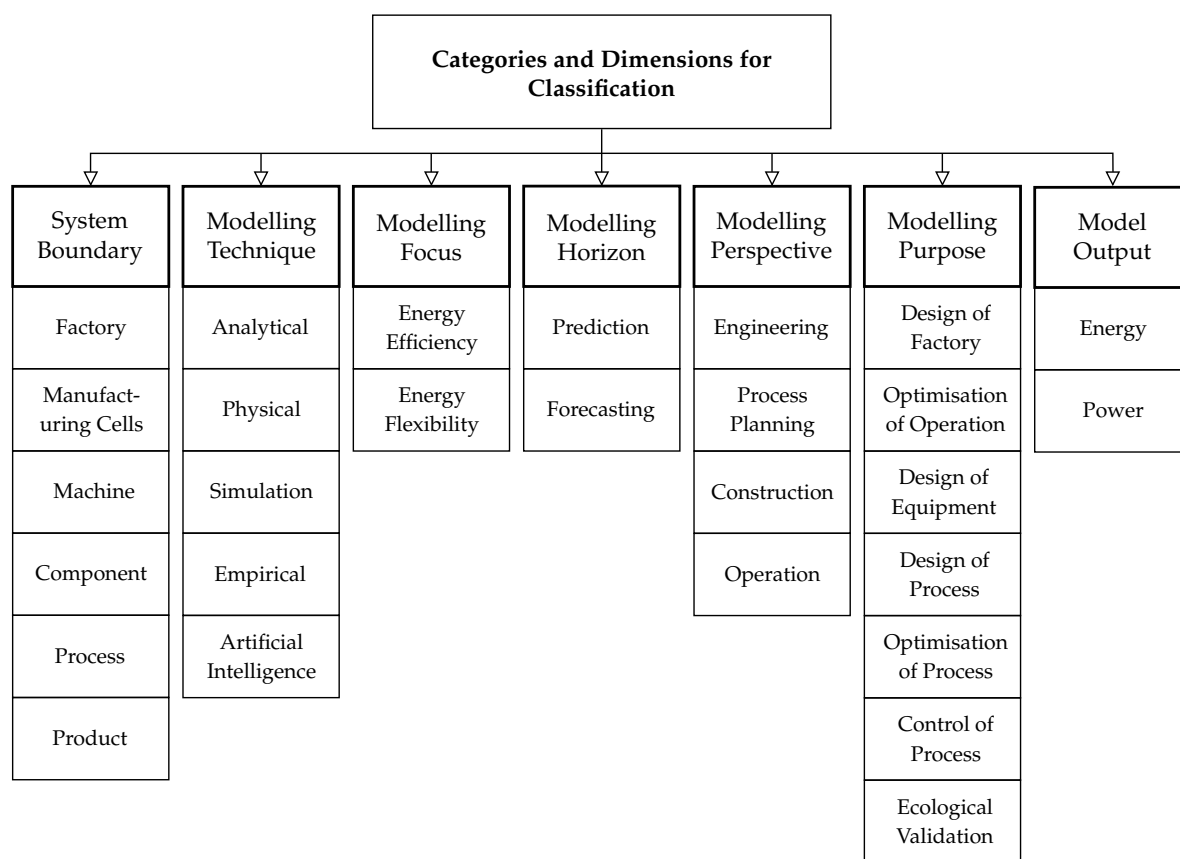 Categories and Dimensions for
Classification
System
Boundary
Factory
Manufact-
uring Cells
Machine
Component
Process
Product
Modelling
Technique
Analytical
Physical
Simulation
Empirical
Artificial
Intelligence
Modelling
Focus
Energy
Efficiency
Energy
Flexibility
Modelling
Horizon
Prediction
Forecasting
Modelling
Perspective
Engineering
Process
Planning
Construction
Operation
Modelling
Purpose
Design of
Factory
Optimisation
of Operation
Design of
Equipment
Design of
Process
Optimisation
of Process
Control of
Process
Ecological
Validation
Model
Output
Energy
Power